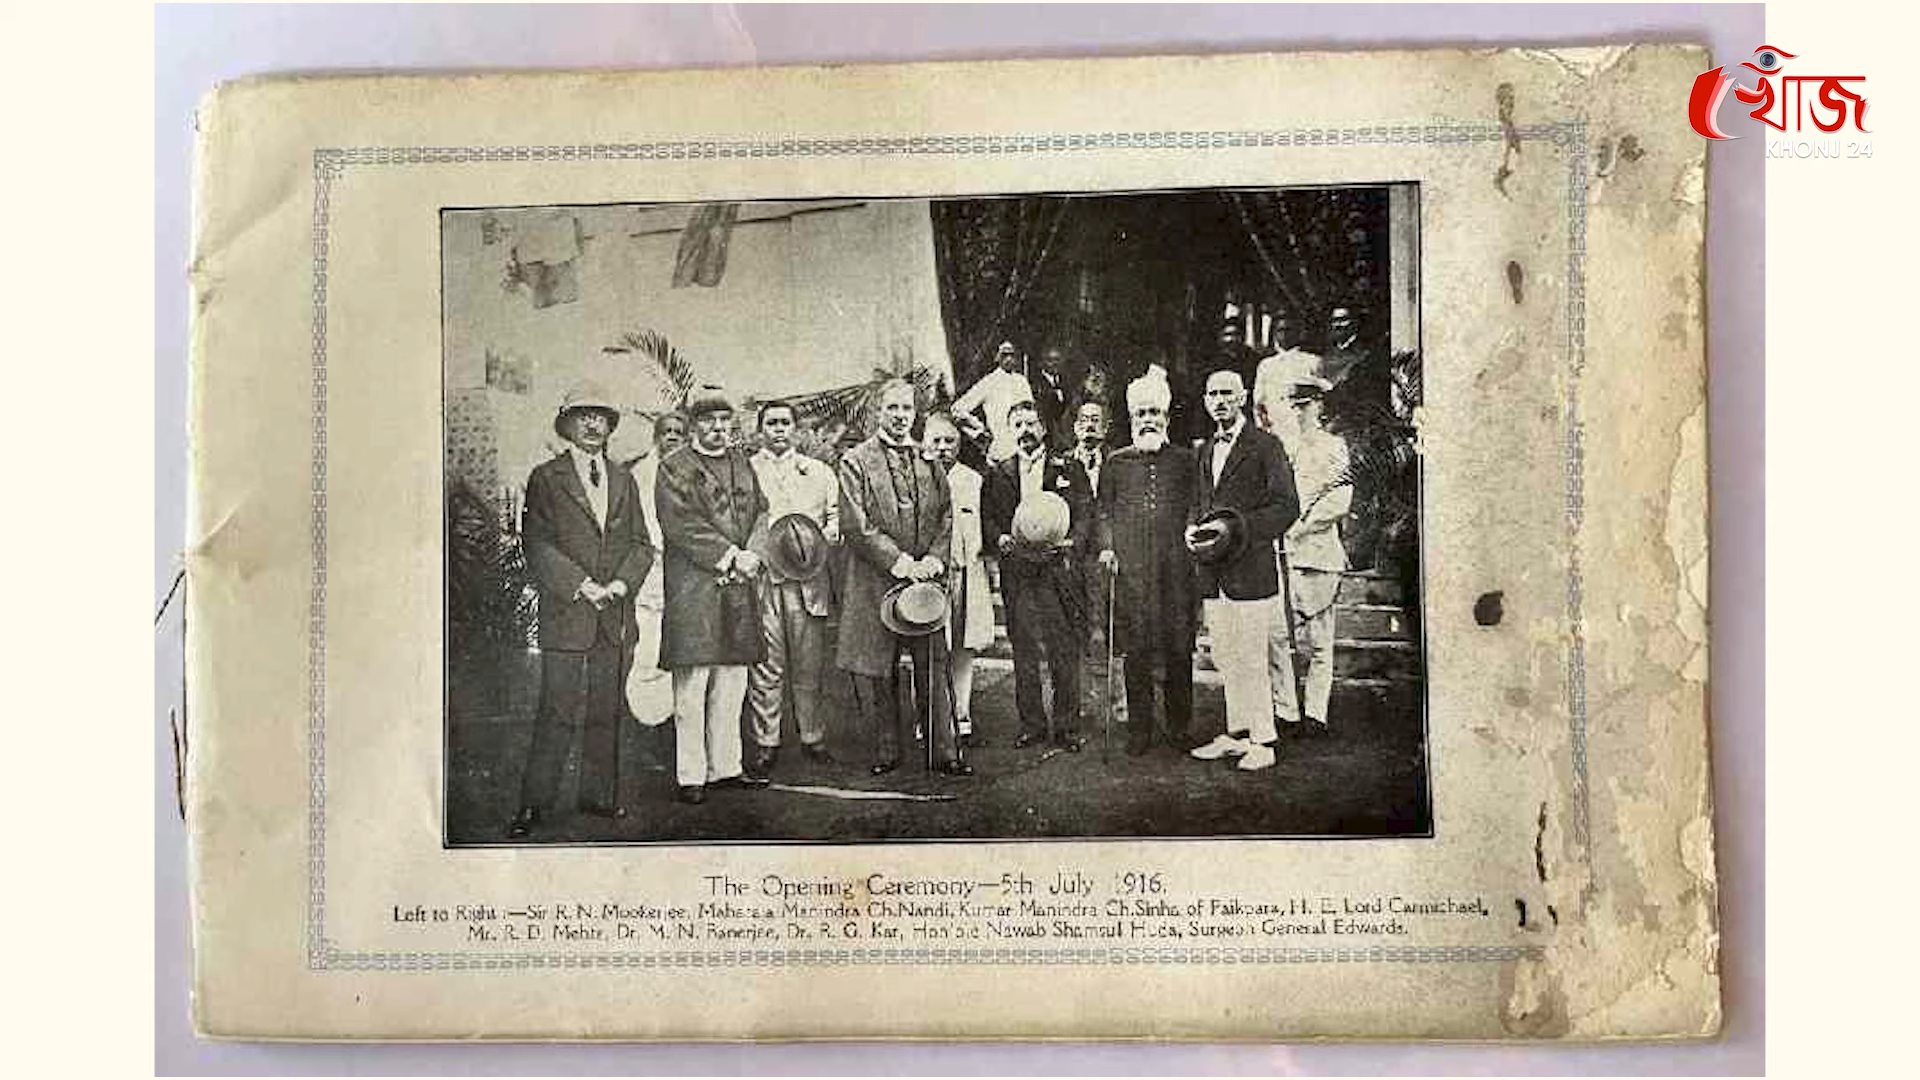 খোঁজ
KHONJ 24
The Opening Ceremony—5th July 1916.
Left to Right :—Sir R. N. Mookerjee, Maharaja Manindra Ch. Nandi, Kumar Manindra Ch. Sinha of Paikpara, H. E. Lord Carmichael,
Mr. R. D. Mehta, Dr. M. N. Banerjee, Dr. R. G. Kar, Hon'ble Nawab Shamsul Huda, Surgeon General Edwards.